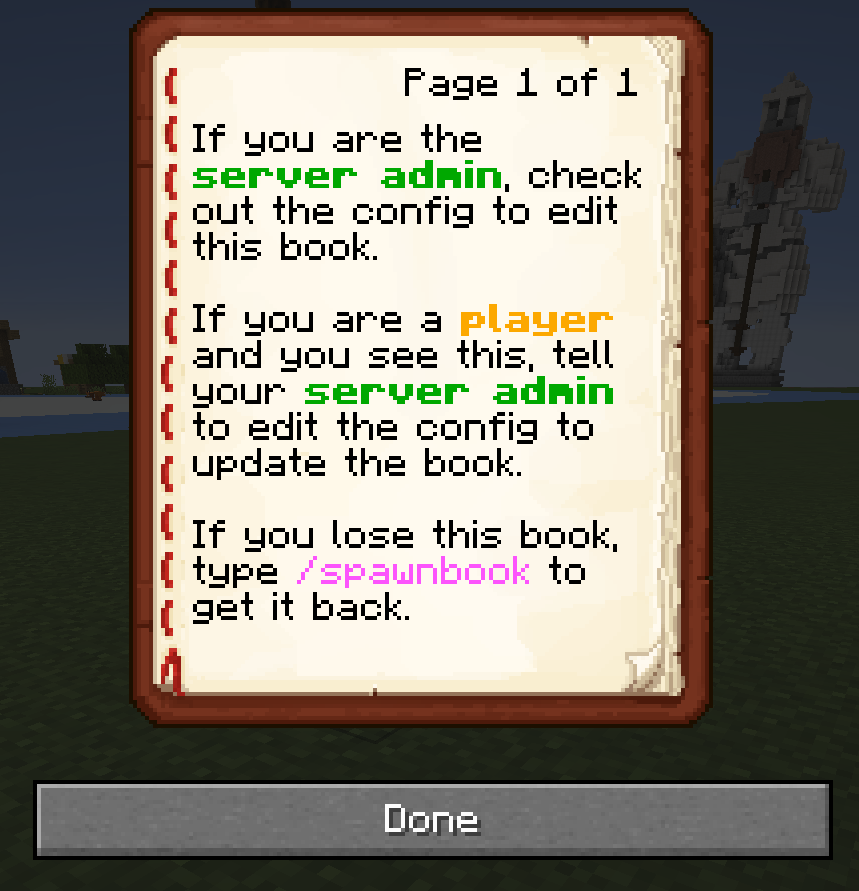 Page 1 of 1
If you are the
server admin, check
out the config to edit
this book.
If you are a player
and you see this, tell
your server admin
to edit the config to
update the book.
If you lose this book,
type /spawnbook to
get it back.
Done